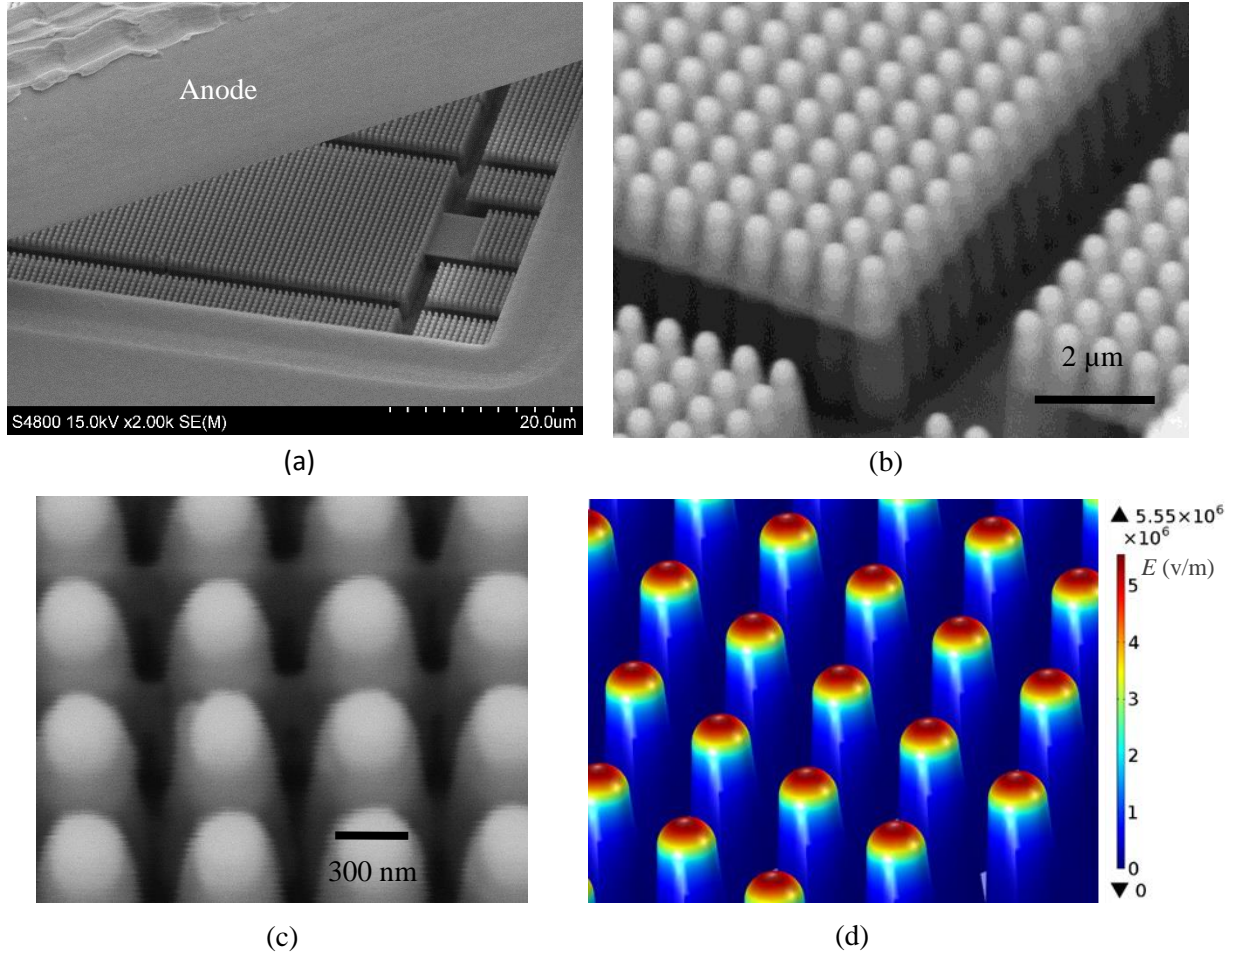 Anode
S4800 15.0kV x2.00k SE(M)
20.0um
(a)
2 µm
(b)
300 nm
(c)
5.55×10⁶
×10⁶
E (v/m)
5
4
3
2
1
0
0
(d)